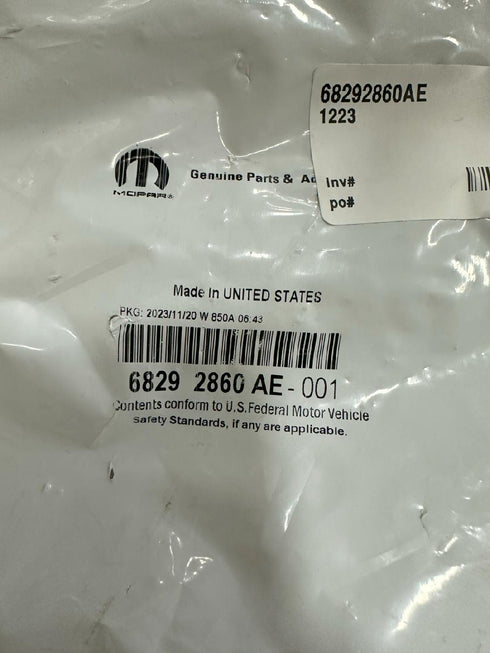 68292860AE
1223
Inv#
po#
MOPAR®
Genuine Parts &
Made In UNITED STATES
PKG: 2023/11/20 W 850A 06:43
6829 2860 AE - 001
Contents conform to U.S.Federal Motor Vehicle
Safety Standards, if any are applicable.